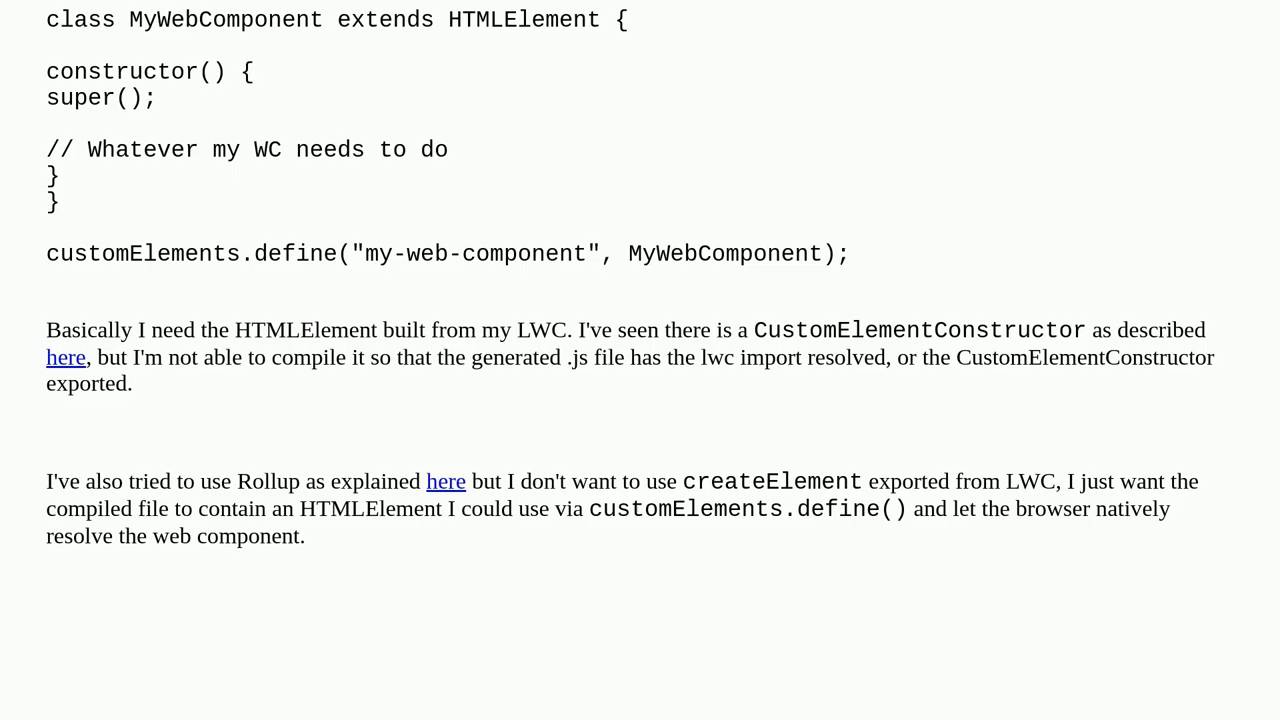 class MyWebComponent extends HTMLElement {
constructor() {
super();
// Whatever my WC needs to do
}
}
customElements.define("my-web-component", MyWebComponent);
Basically I need the HTMLElement built from my LWC. I've seen there is a CustomElementConstructor as described
here, but I'm not able to compile it so that the generated .js file has the lwc import resolved, or the CustomElementConstructor
exported.
I've also tried to use Rollup as explained here but I don't want to use createElement exported from LWC, I just want the
compiled file to contain an HTMLElement I could use via customElements.define() and let the browser natively
resolve the web component.